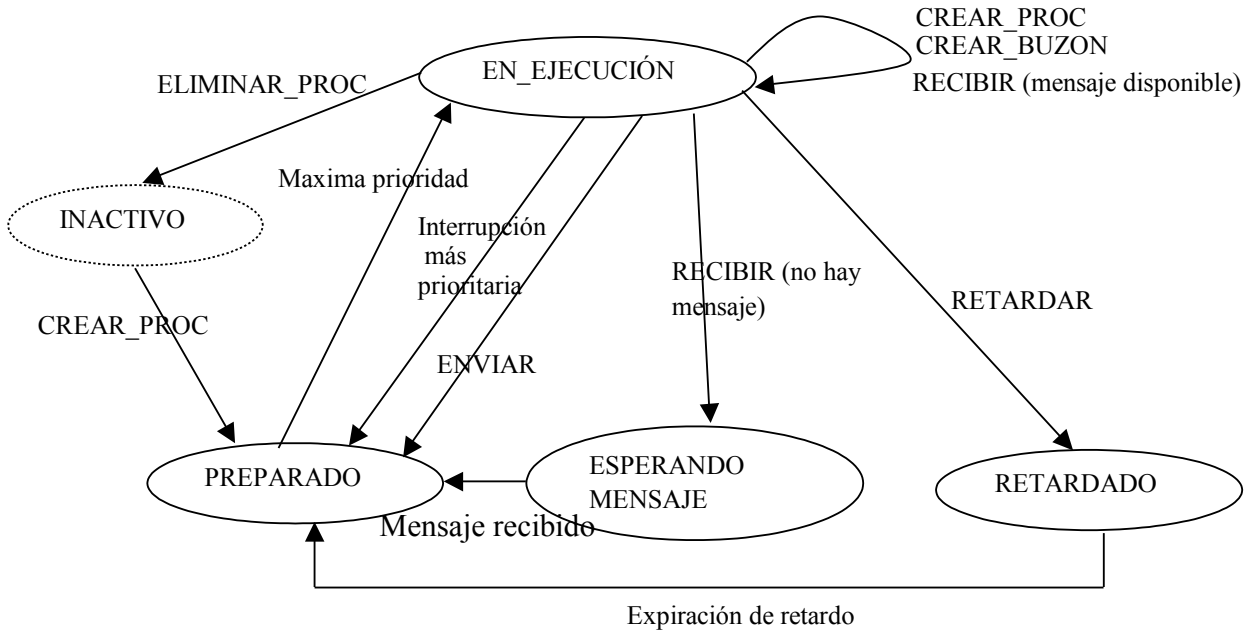 CREAR_PROC
CREAR_BUZON
RECIBIR (mensaje disponible)
EN_EJECUCIÓN
ELIMINAR_PROC
Maxima prioridad
INACTIVO
Interrupción
más
prioritaria
RECIBIR (no hay
mensaje)
RETARDAR
CREAR_PROC
ENVIAR
PREPARADO
ESPERANDO
MENSAJE
RETARDADO
Mensaje recibido
Expiración de retardo